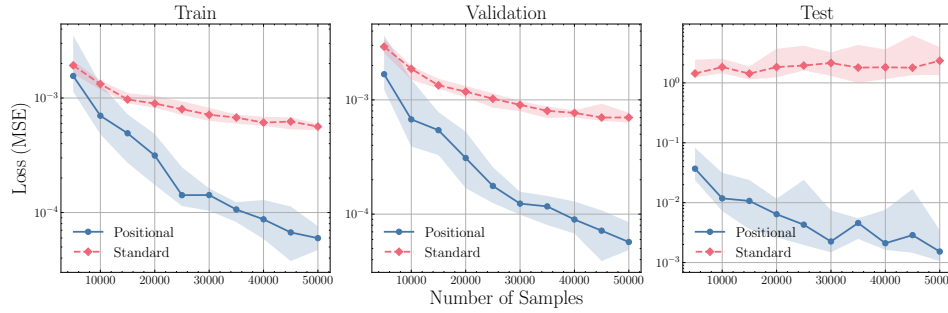 Train
Validation
Test
Loss (MSE)
10⁻³
10⁻⁴
10000
20000
30000
40000
50000
Positional
Standard
10⁻³
10⁻⁴
10000
20000
30000
40000
50000
Positional
Standard
10⁰
10⁻¹
10⁻²
10⁻³
10000
20000
30000
40000
50000
Positional
Standard
Number of Samples